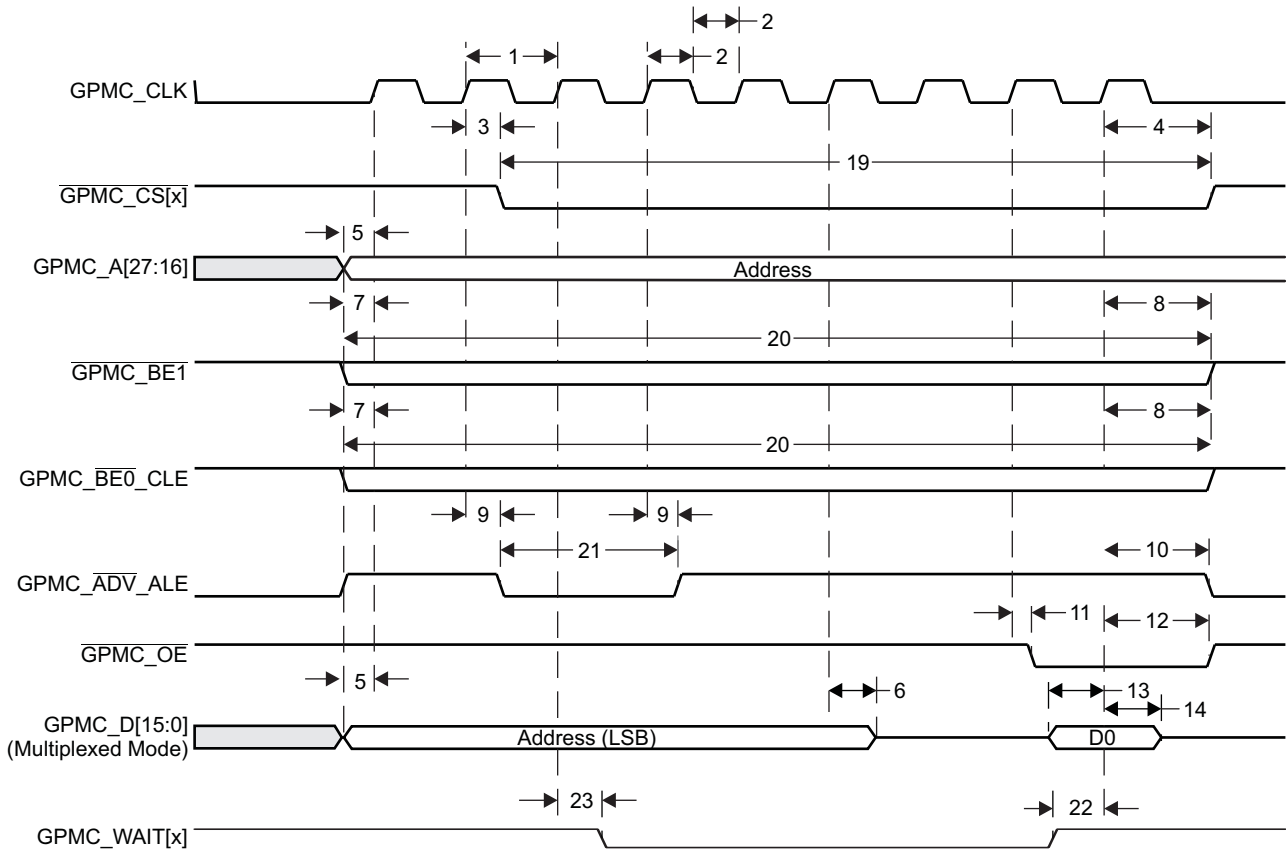 2
1
2
GPMC_CLK
3
4
19
GPMC_CS[x]
5
GPMC_A[27:16]
Address
7
8
20
GPMC_BE1
7
8
20
GPMC_BE0_CLE
9
9
21
10
GPMC_ADV_ALE
11
12
GPMC_OE
5
6
13
14
GPMC_D[15:0]
(Multiplexed Mode)
Address (LSB)
D0
23
22
GPMC_WAIT[x]